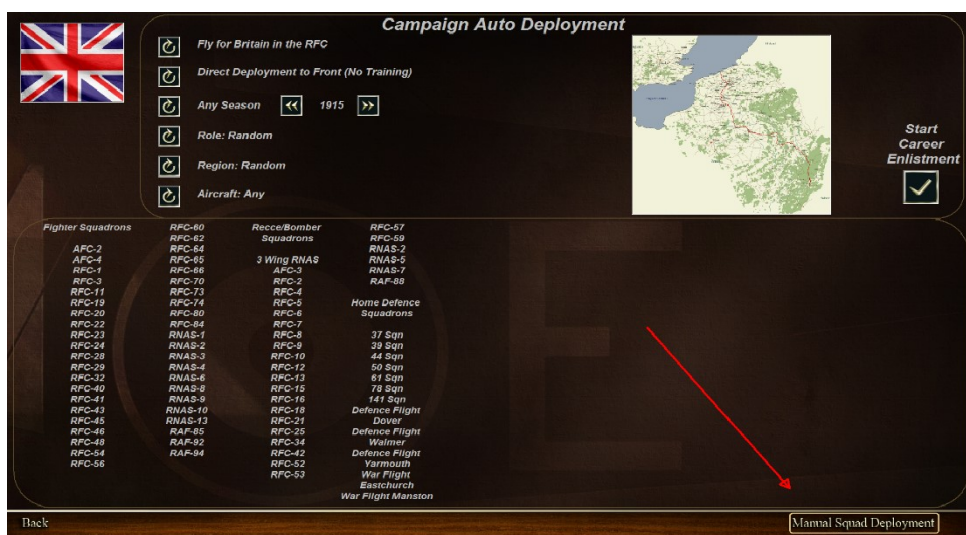 Campaign Auto Deployment
Fly for Britain in the RFC
Direct Deployment to Front (No Training)
Any Season
1915
Role: Random
Region: Random
Aircraft: Any
Start
Career
Enlistment
Fighter Squadrons
AFC-2
AFC-4
RFC-1
RFC-3
RFC-11
RFC-19
RFC-20
RFC-22
RFC-23
RFC-24
RFC-28
RFC-29
RFC-32
RFC-40
RFC-41
RFC-43
RFC-45
RFC-46
RFC-48
RFC-54
RFC-56
RFC-60
RFC-62
RFC-64
RFC-65
RFC-66
RFC-70
RFC-73
RFC-74
RFC-80
RFC-84
RNAS-1
RNAS-2
RNAS-3
RNAS-4
RNAS-6
RNAS-8
RNAS-9
RNAS-10
RNAS-13
RAF-85
RAF-92
RAF-94
Recce/Bomber
Squadrons
3 Wing RNAS
AFC-3
RFC-2
RFC-4
RFC-5
RFC-6
RFC-7
RFC-8
RFC-9
RFC-10
RFC-12
RFC-13
RFC-15
RFC-16
RFC-18
RFC-21
RFC-25
RFC-34
RFC-42
RFC-52
RFC-53
RFC-57
RFC-59
RNAS-2
RNAS-5
RNAS-7
RAF-88
Home Defence
Squadrons
37 Sqn
39 Sqn
44 Sqn
50 Sqn
61 Sqn
78 Sqn
141 Sqn
Defence Flight
Dover
Defence Flight
Walmer
Defence Flight
Yarmouth
War Flight
Eastchurch
War Flight Manston
Back
Manual Squad Deployment